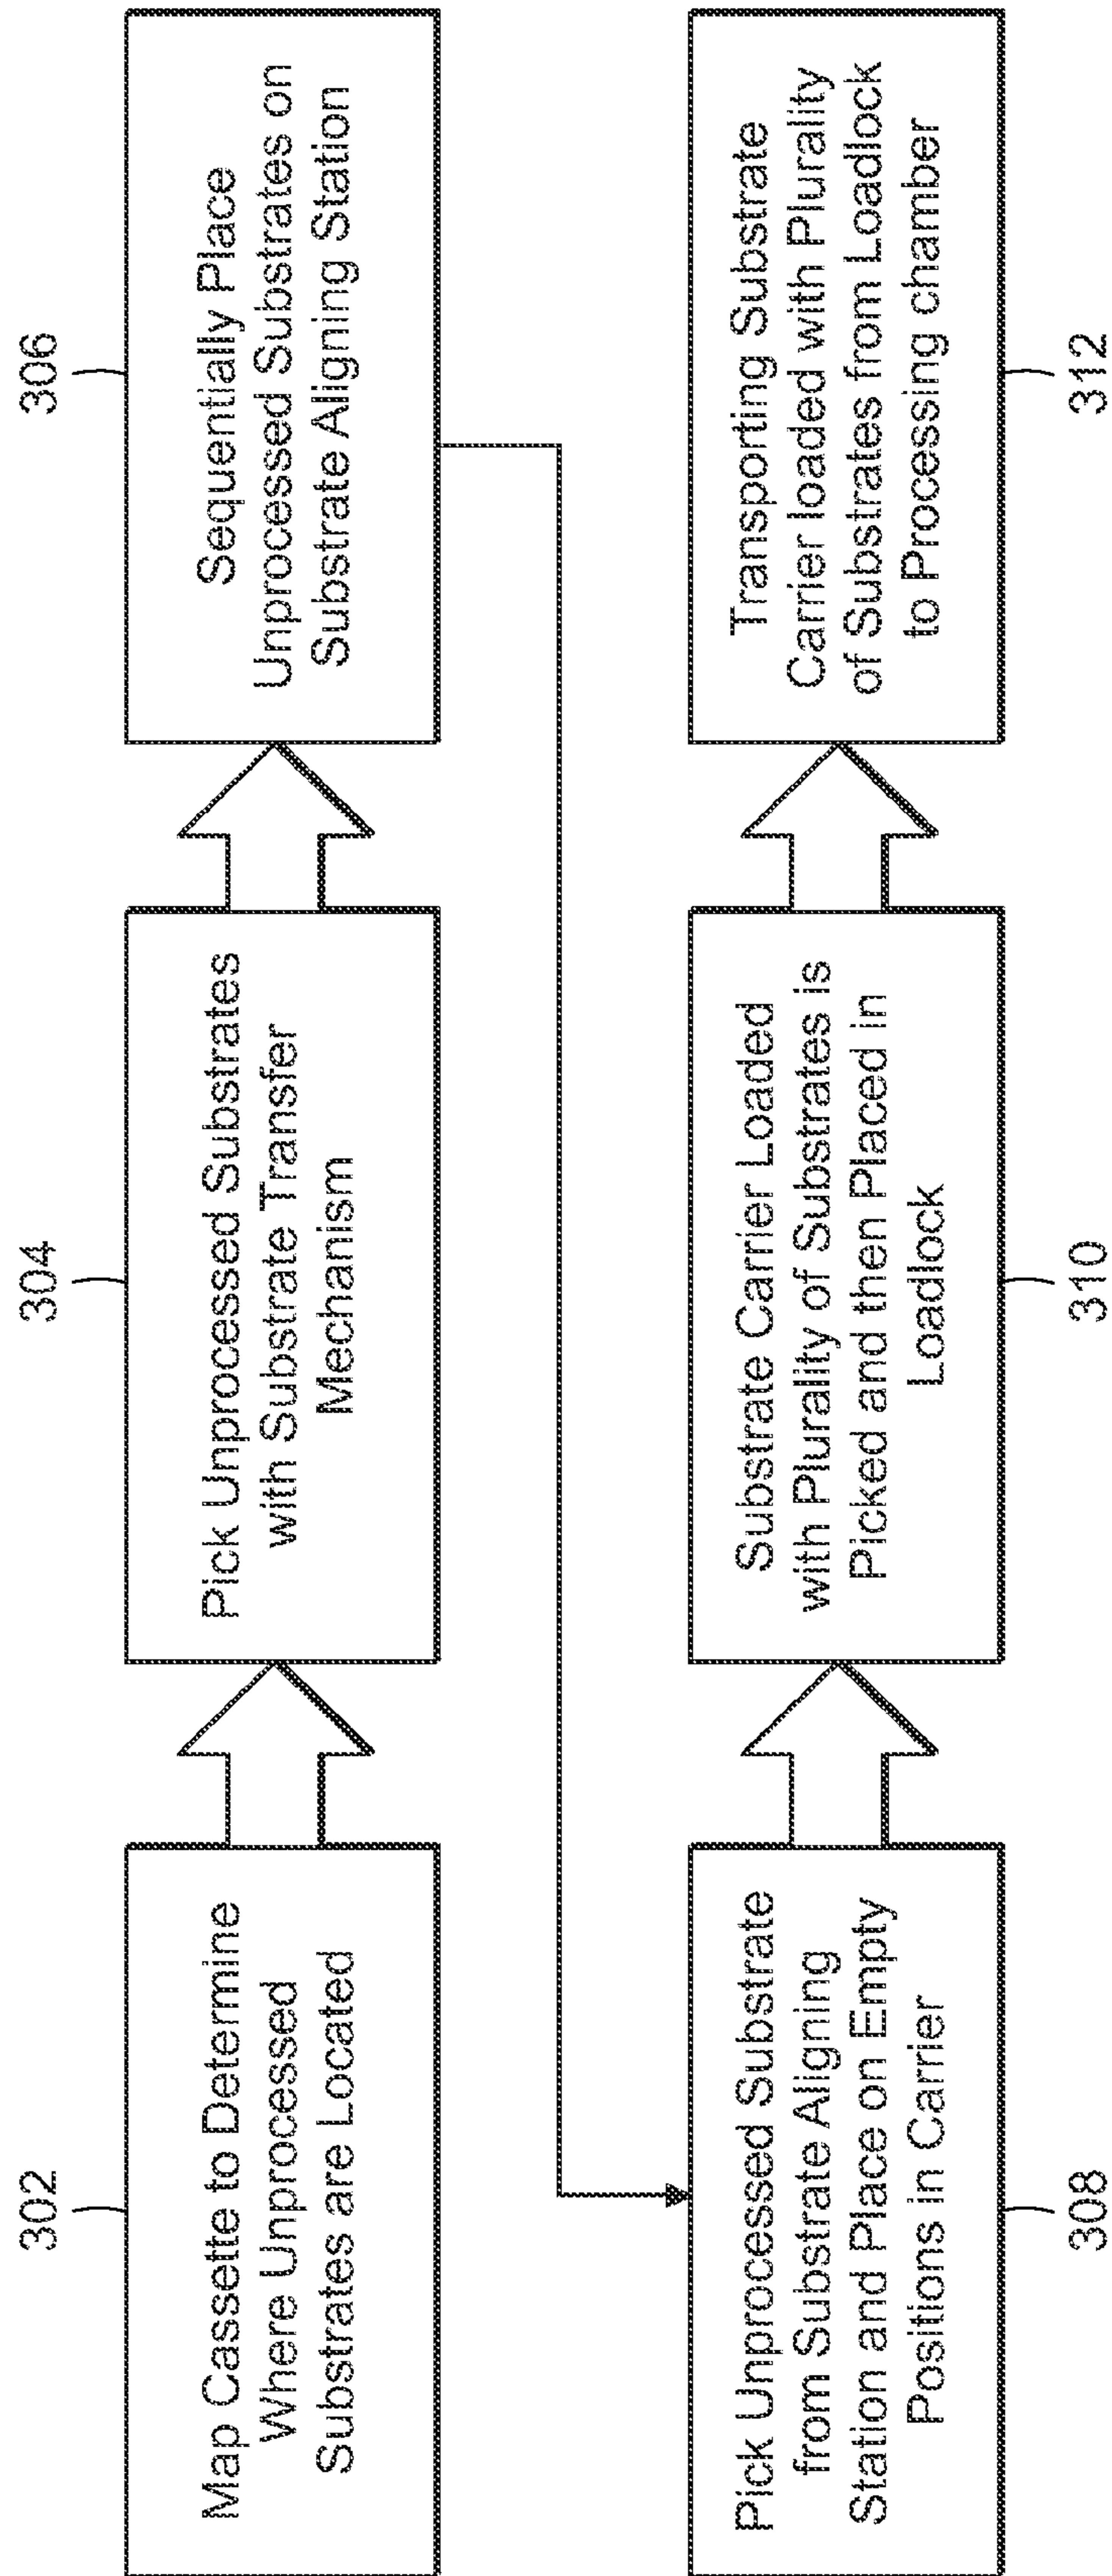 302
Map Cassette to Determine
Where Unprocessed
Substrates are Located
304
Pick Unprocessed Substrates
with Substrate Transfer
Mechanism
306
Sequentially Place
Unprocessed Substrates on
Substrate Aligning Station
Pick Unprocessed Substrate
from Substrate Aligning
Station and Place on Empty
Positions in Carrier
308
Substrate Carrier Loaded
with Plurality of Substrates is
Picked and then Placed in
Loadlock
310
Transporting Substrate
Carrier loaded with Plurality
of Substrates from Loadlock
to Processing chamber
312